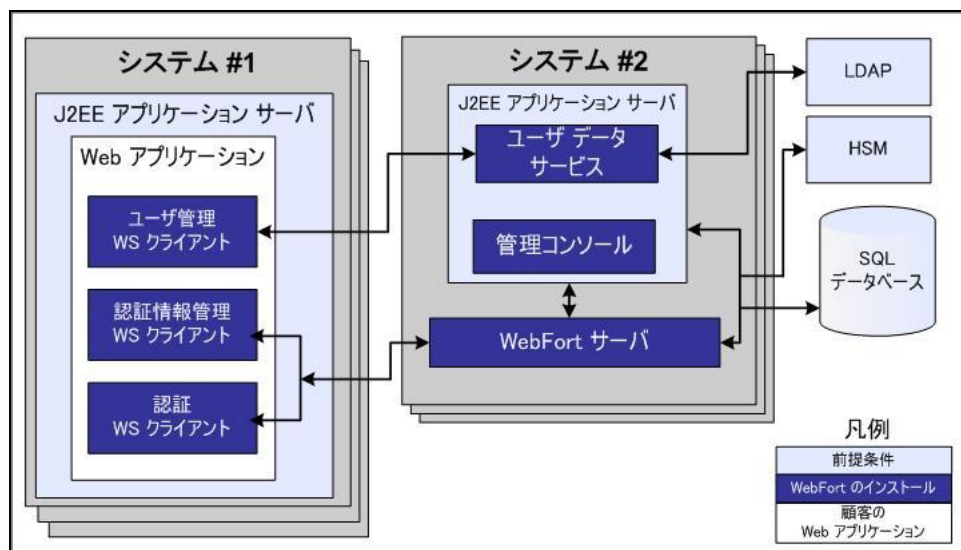 システム #1
J2EE アプリケーション サーバ
Web アプリケーション
ユーザ管理
WS クライアント
認証情報管理
WS クライアント
認証
WS クライアント
システム #2
J2EE アプリケーション サーバ
ユーザ データ
サービス
管理コンソール
WebFort サーバ
LDAP
HSM
SQL
データベース
凡例
前提条件
WebFort のインストール
顧客の
Web アプリケーション